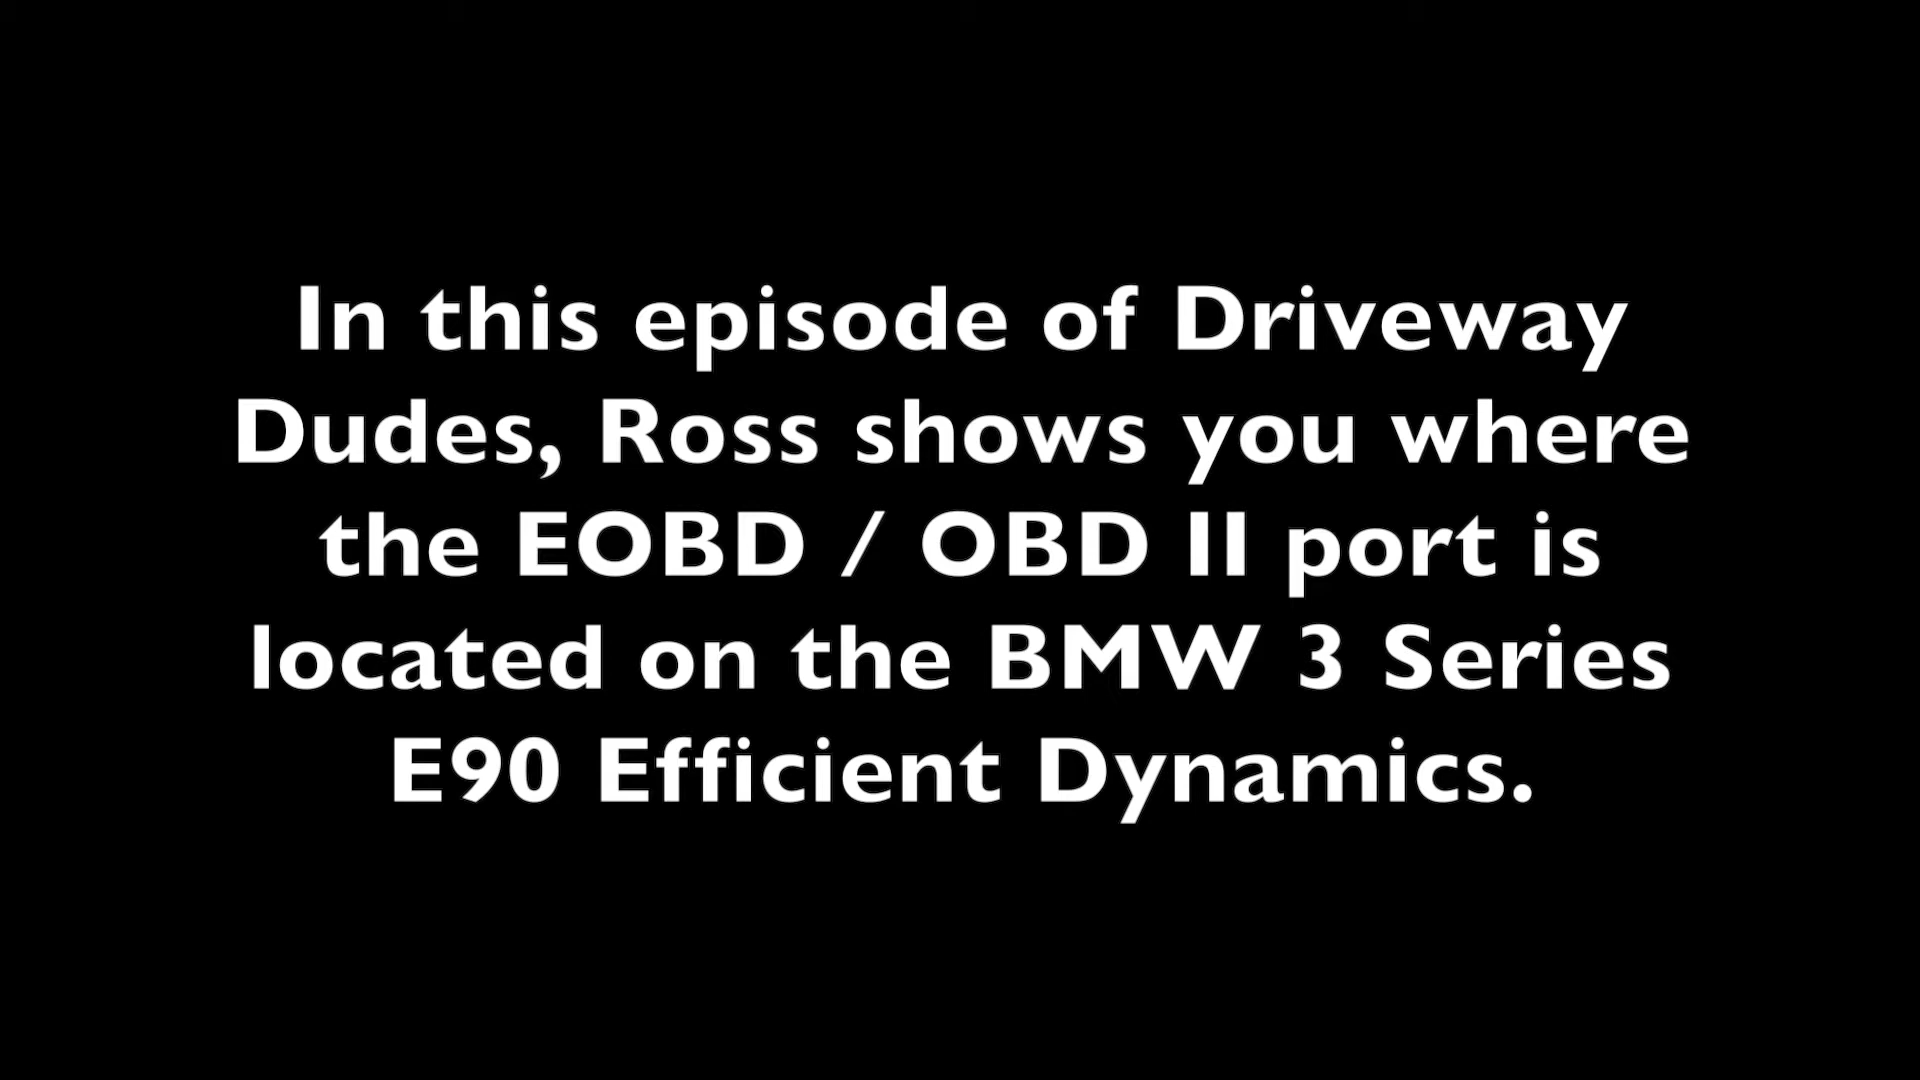 In this episode of Driveway
Dudes, Ross shows you where
the EOBD / OBD II port is
located on the BMW 3 Series
E90 Efficient Dynamics.